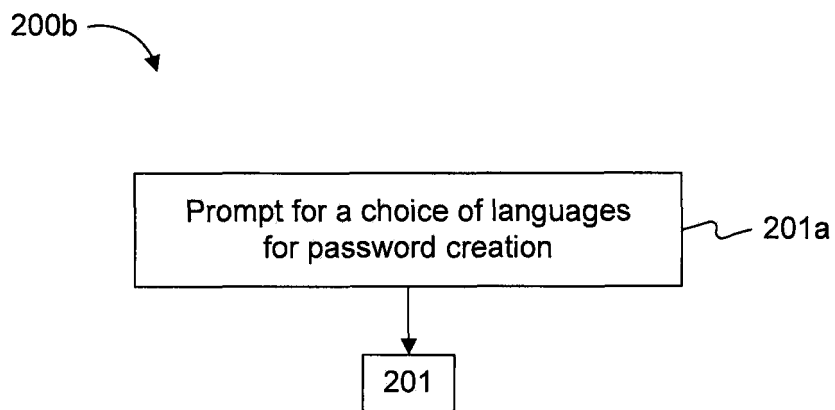 200b
Prompt for a choice of languages
for password creation
201a
201